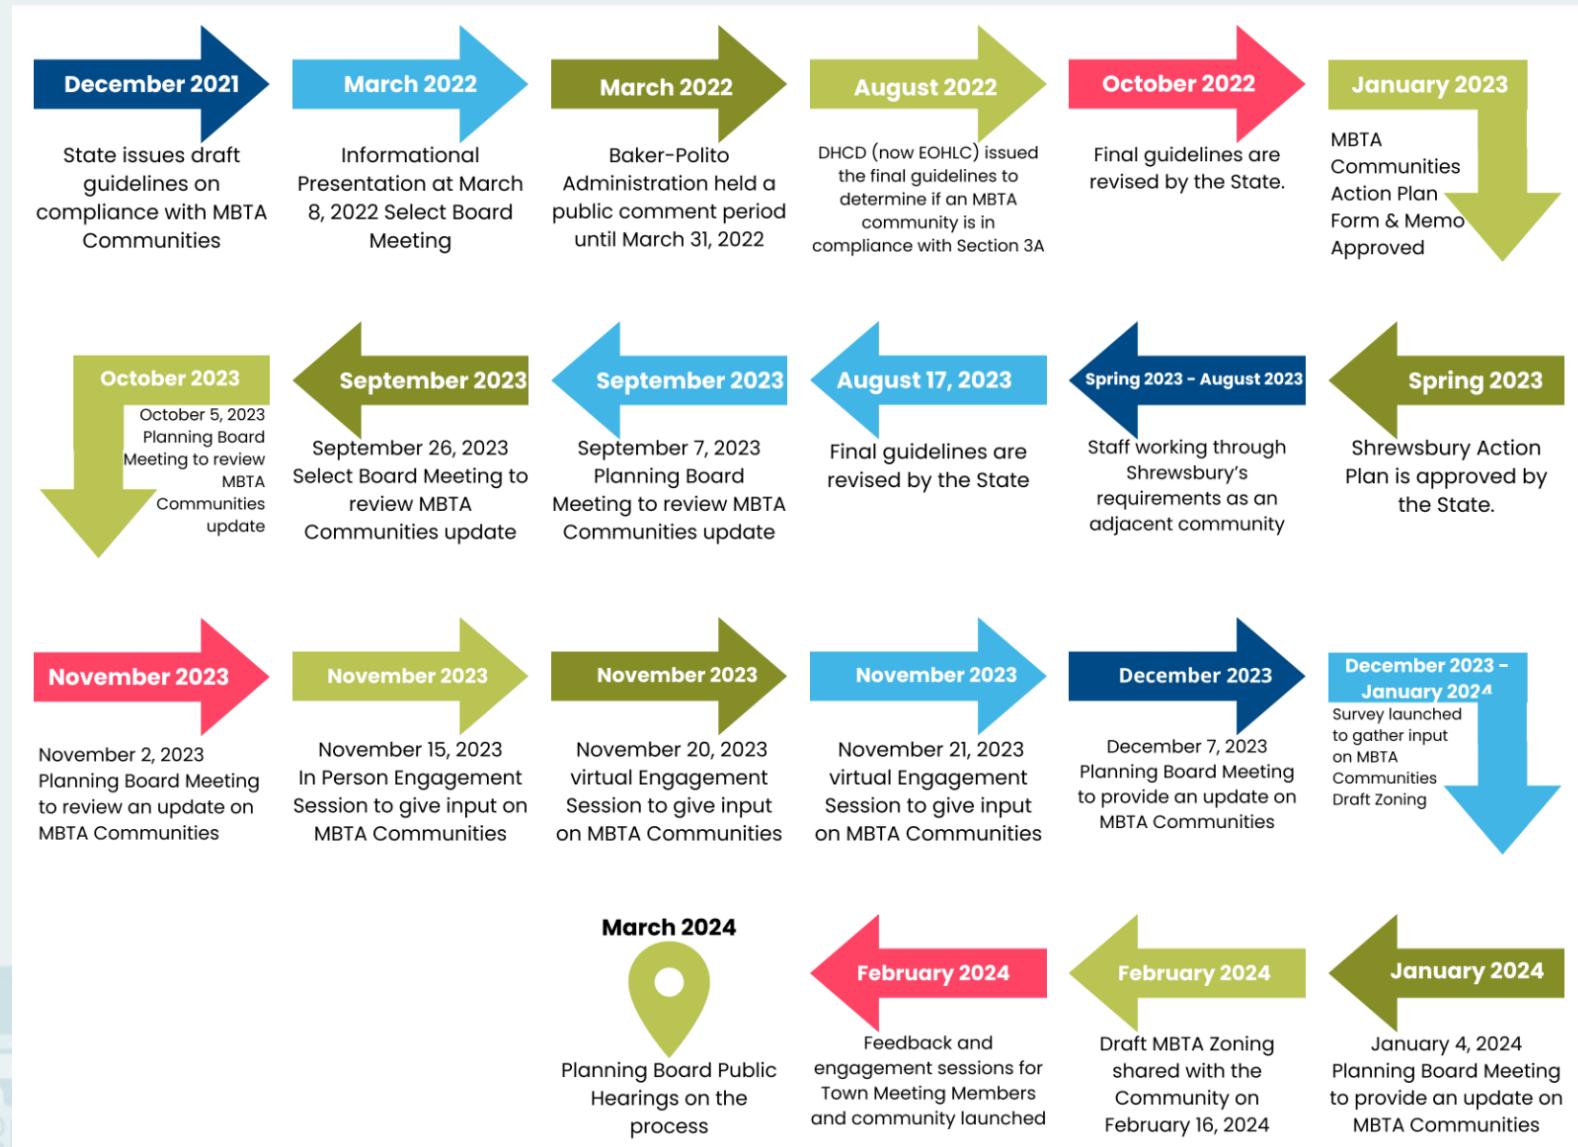 December 2021
State issues draft
guidelines on
compliance with MBTA
Communities
March 2022
Informational
Presentation at March
8, 2022 Select Board
Meeting
March 2022
Baker-Polito
Administration held a
public comment period
until March 31, 2022
August 2022
DHCD (now EOHLC) issued
the final guidelines to
determine if an MBTA
community is in
compliance with Section 3A
October 2022
Final guidelines are
revised by the State.
January 2023
MBTA
Communities
Action Plan
Form & Memo
Approved
Spring 2023
Shrewsbury Action
Plan is approved by
the State.
Spring 2023 - August 2023
Staff working through
Shrewsbury's
requirements as an
adjacent community
August 17, 2023
Final guidelines are
revised by the State
September 2023
September 7, 2023
Planning Board
Meeting to review MBTA
Communities update
September 2023
September 26, 2023
Select Board Meeting to
review MBTA
Communities update
October 2023
October 5, 2023
Planning Board
Meeting to review
MBTA
Communities
update
November 2023
November 2, 2023
Planning Board Meeting
to review an update on
MBTA Communities
November 2023
November 15, 2023
In Person Engagement
Session to give input on
MBTA Communities
November 2023
November 20, 2023
virtual Engagement
Session to give input
on MBTA Communities
November 2023
November 21, 2023
virtual Engagement
Session to give input
on MBTA Communities
December 2023
December 7, 2023
Planning Board Meeting
to provide an update on
MBTA Communities
December 2023 -
January 2024
Survey launched
to gather input
on MBTA
Communities
Draft Zoning
January 2024
January 4, 2024
Planning Board Meeting
to provide an update on
MBTA Communities
February 2024
Draft MBTA Zoning
shared with the
Community on
February 16, 2024
February 2024
Feedback and
engagement sessions for
Town Meeting Members
and community launched
March 2024
Planning Board Public
Hearings on the
process